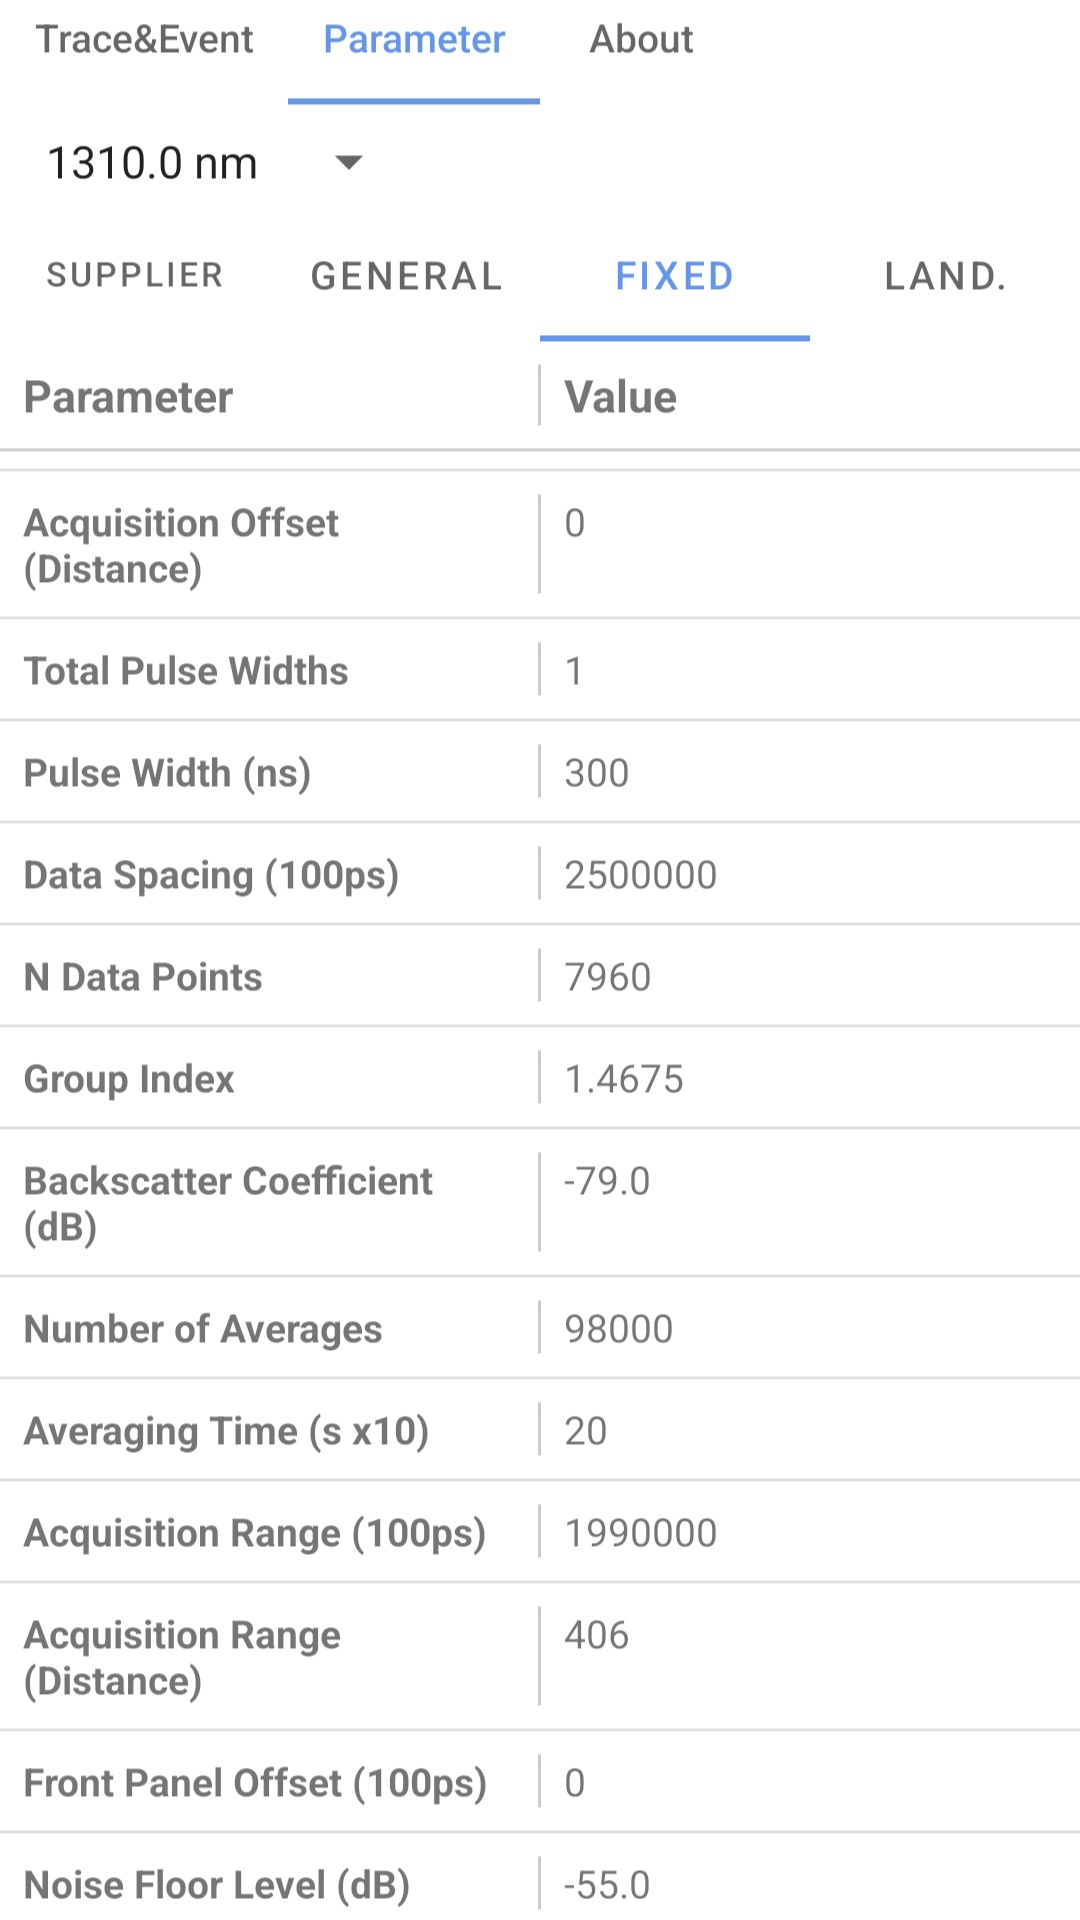 Trace&Event Parameter About
1310.0 nm
SUPPLIER GENERAL FIXED LAND.
Parameter Value
Acquisition Offset 0
(Distance)
Total Pulse Widths 1
Pulse Width (ns) 300
Data Spacing (100ps) 2500000
N Data Points 7960
Group Index 1.4675
Backscatter Coefficient -79.0
(dB)
Number of Averages 98000
Averaging Time (s x10) 20
Acquisition Range (100ps) 1990000
Acquisition Range 406
(Distance)
Front Panel Offset (100ps) 0
Noise Floor Level (dB) -55.0